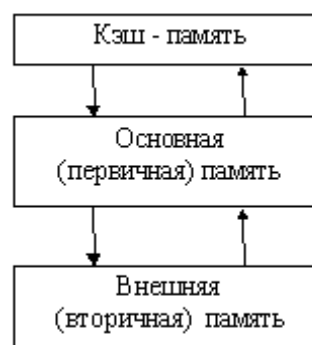 Кэш - память
Основная
(первичная) память
Внешняя
(вторичная) память